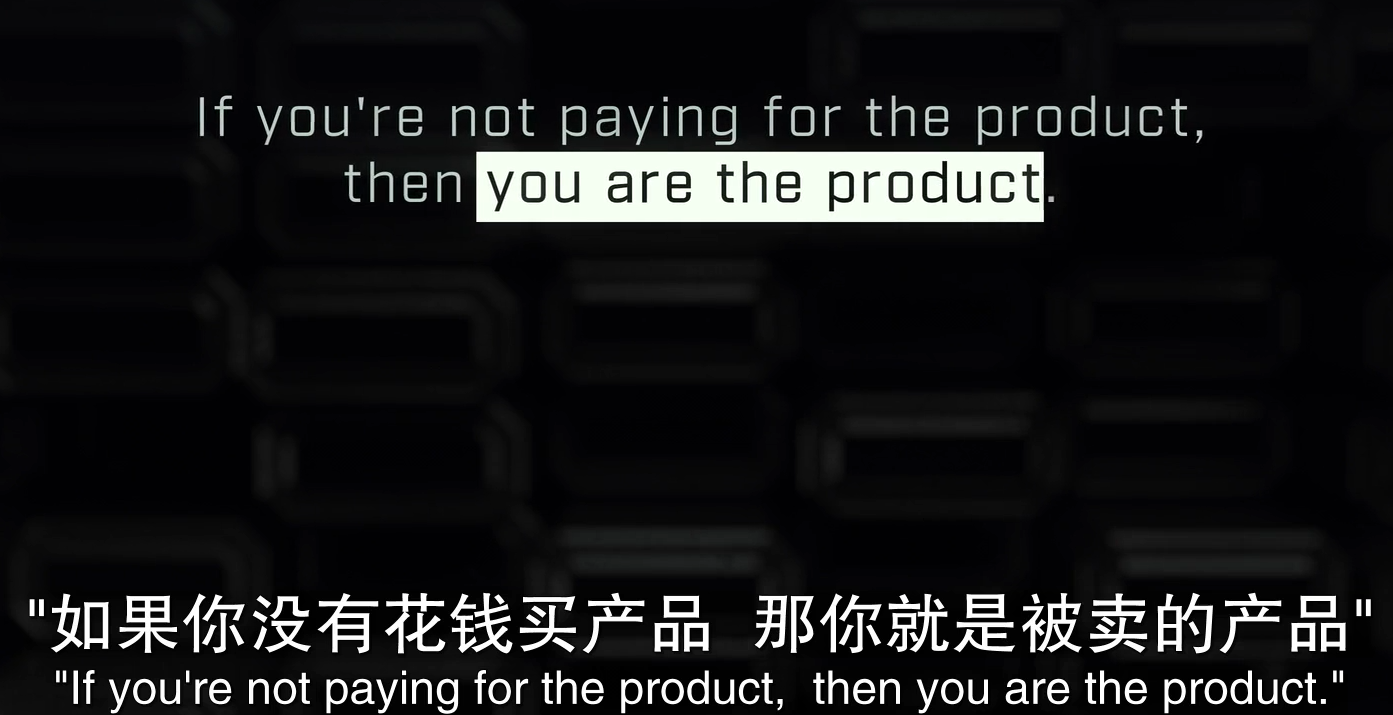 If you're not paying for the product,
then you are the product.
"如果你没有花钱买产品 那你就是被卖的产品"
"If you're not paying for the product, then you are the product."